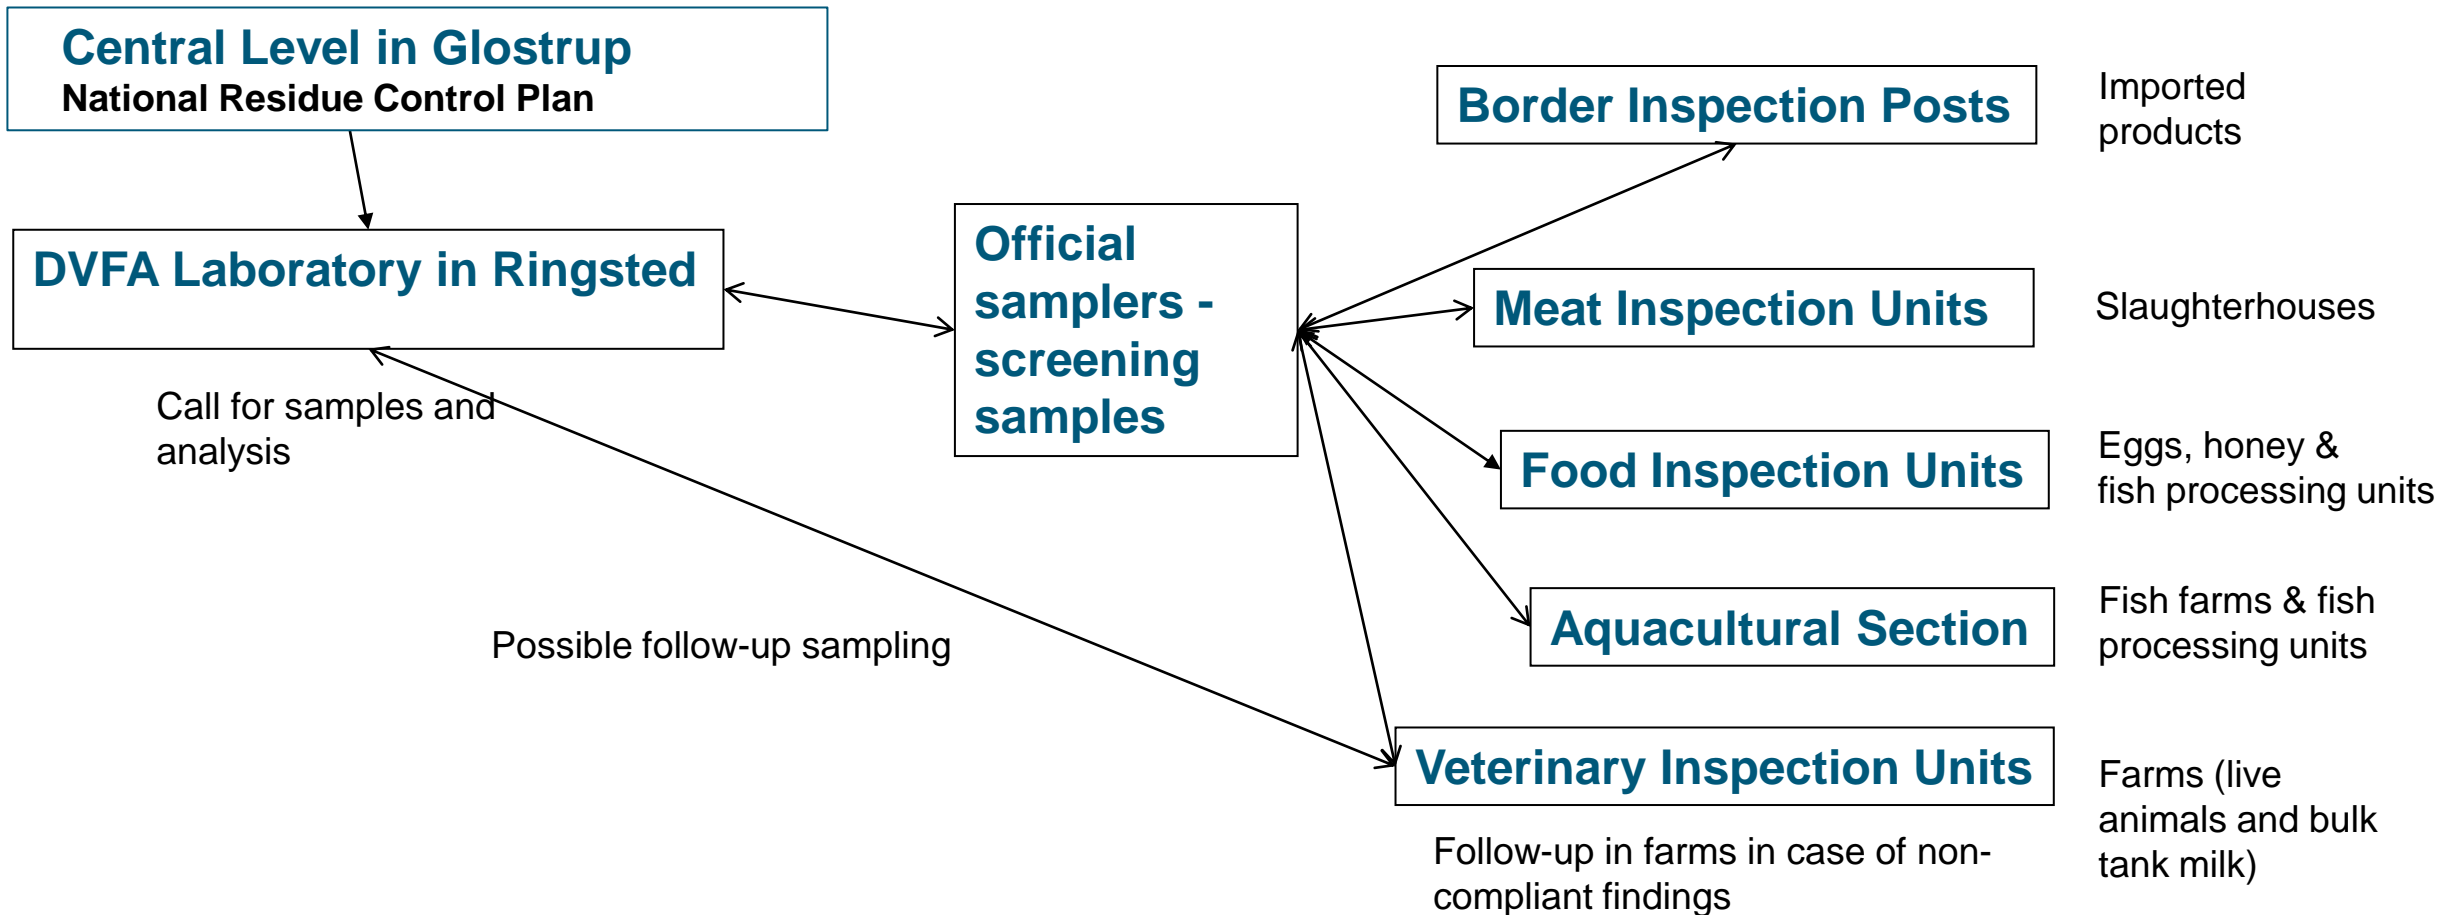 Central Level in Glostrup
National Residue Control Plan
DVFA Laboratory in Ringsted
Call for samples and
analysis
Possible follow-up sampling
Official
samplers -
screening
samples
Border Inspection Posts
Imported
products
Meat Inspection Units
Slaughterhouses
Food Inspection Units
Eggs, honey &
fish processing units
Aquacultural Section
Fish farms & fish
processing units
Veterinary Inspection Units
Farms (live
animals and bulk
tank milk)
Follow-up in farms in case of non-
compliant findings